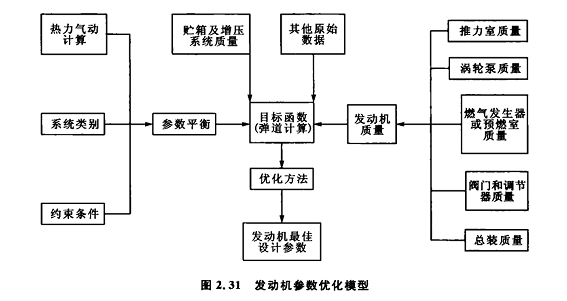 热力气动
计算
系统类别
约束条件
参数平衡
贮箱及增压
系统质量
其他原始
数据
目标函数
(弹道计算)
优化方法
发动机最佳
设计参数
发动机
质量
推力室质量
涡轮泵质量
燃气发生器
或预燃室
质量
阀门和调节
器质量
总装质量
图 2.31 发动机参数优化模型